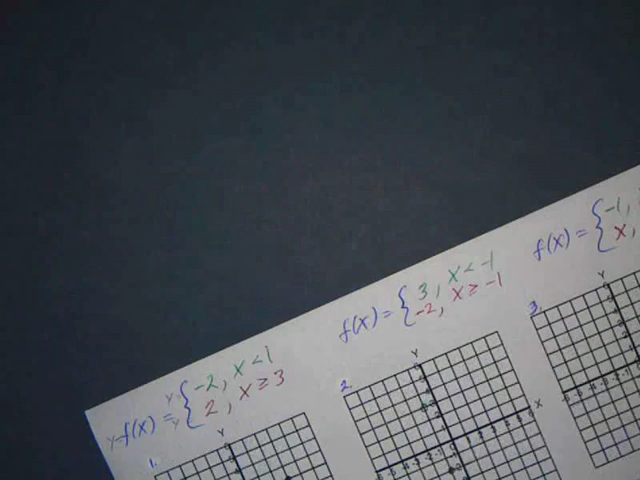 f(x) = { -2, x < 1
2, x ≥ 3
1.
f(x) = { 3, x < -1
-2, x ≥ -1
2.
f(x) = { -1,
x,
3.
Y
Y
X
Y